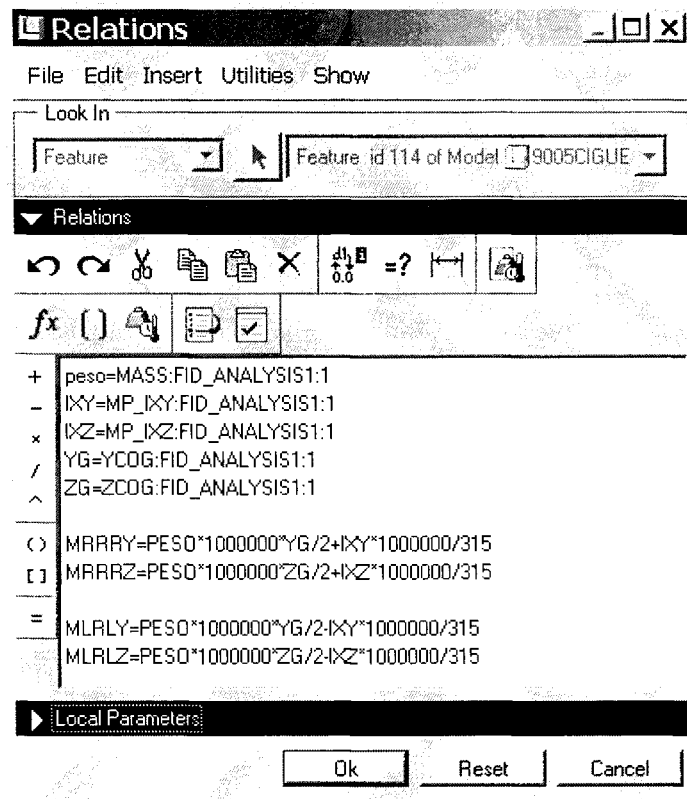 Relations
File Edit Insert Utilities Show
Look In
Feature Feature id 114 of Model 9005CIGUE
Relations
peso=MASS:FID_ANALYSIS1:1
IXY=MP_IXY:FID_ANALYSIS1:1
IXZ=MP_IXZ:FID_ANALYSIS1:1
YG=YCOG:FID_ANALYSIS1:1
ZG=ZCOG:FID_ANALYSIS1:1
MRRRY=PESO*1000000*YG/2+IXY*1000000/315
MRRRZ=PESO*1000000*ZG/2+IXZ*1000000/315
MLRLY=PESO*1000000*YG/2-IXY*1000000/315
MLRLZ=PESO*1000000*ZG/2-IXZ*1000000/315
Local Parameters
Ok Reset Cancel